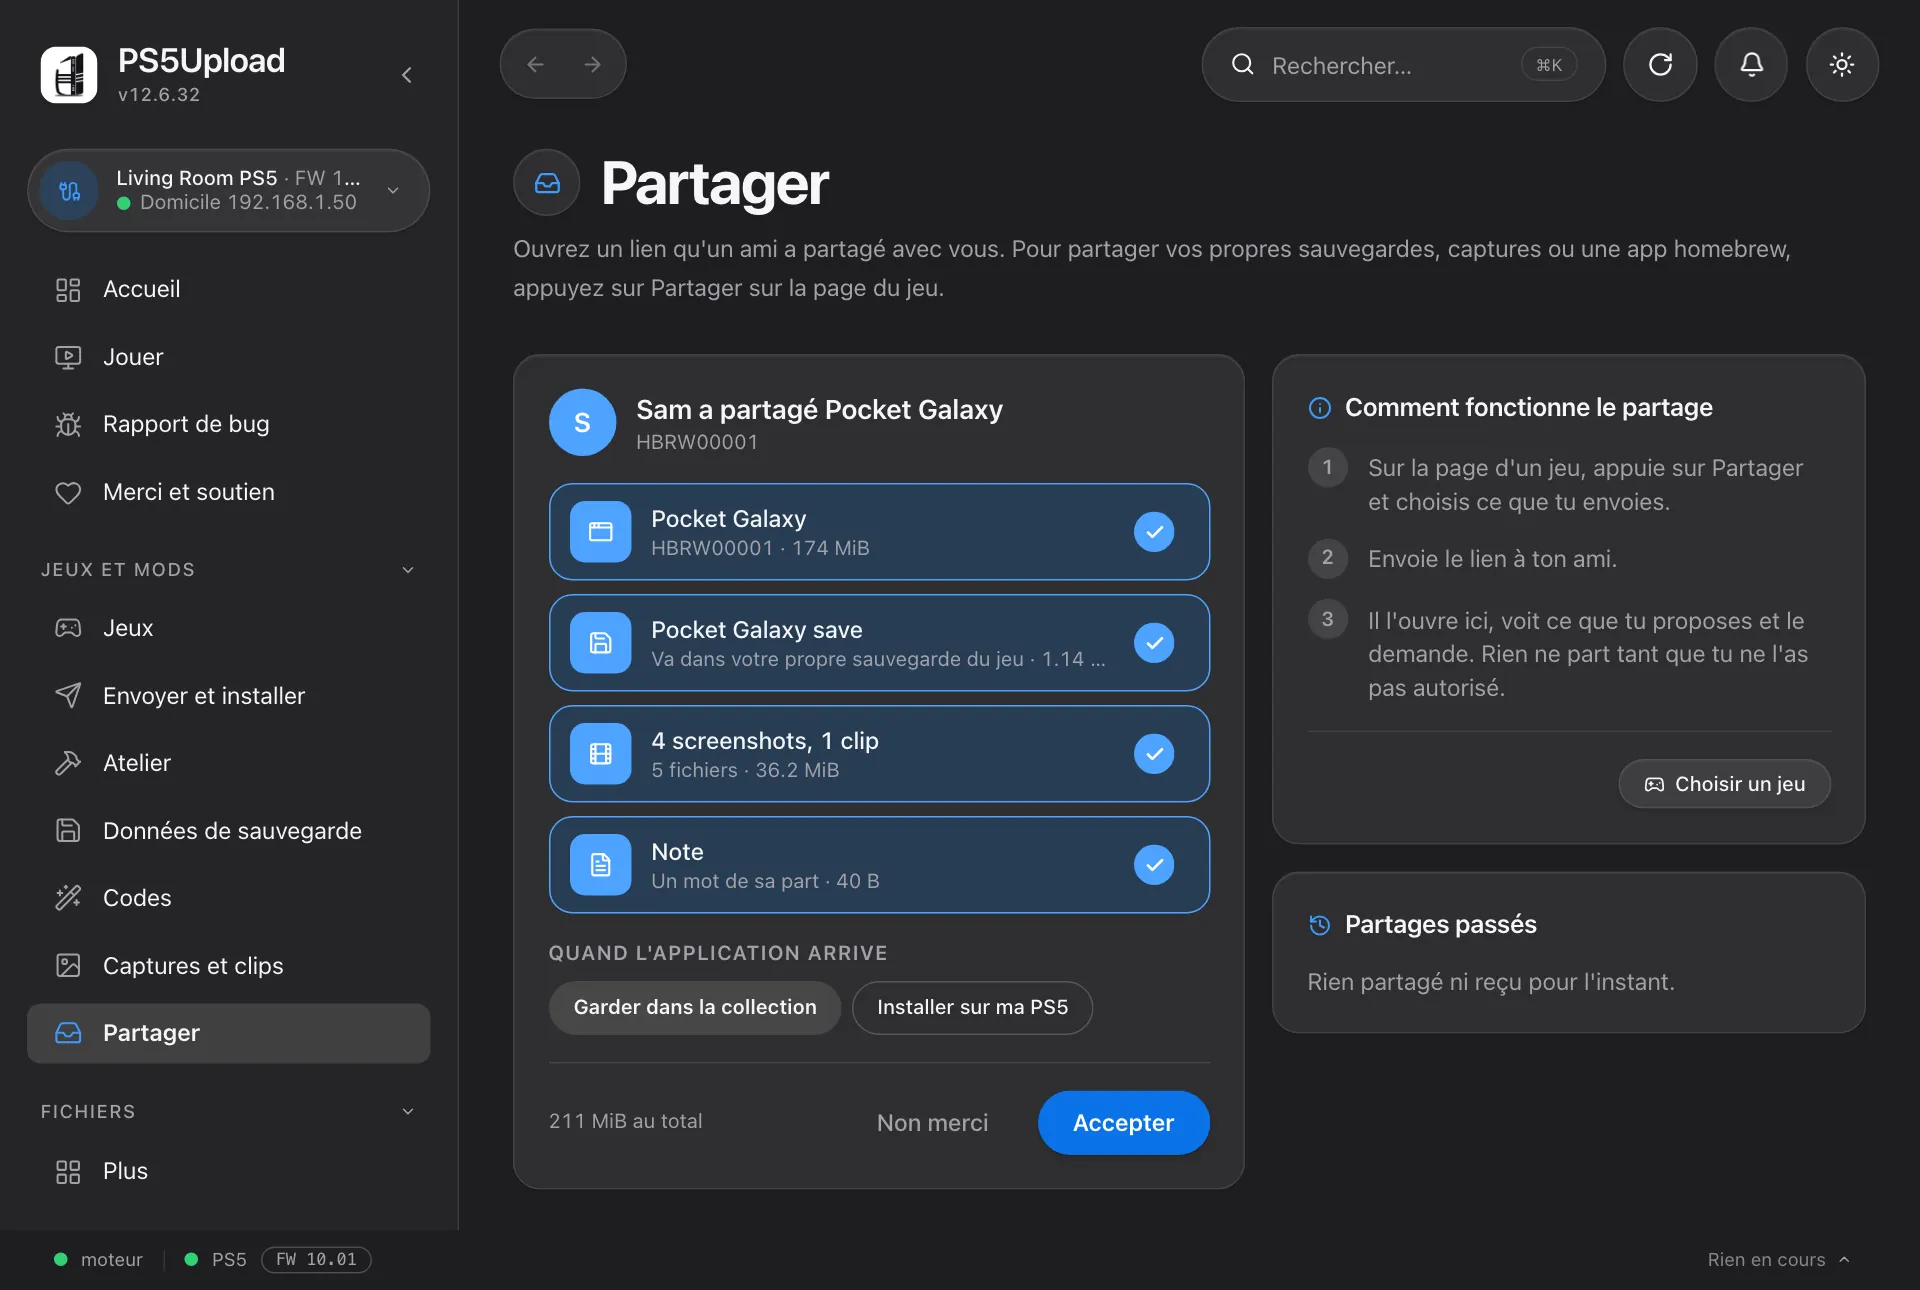 PS5Upload
v12.6.32
Living Room PS5 · FW 1...
Domicile 192.168.1.50
Accueil
Jouer
Rapport de bug
Merci et soutien
JEUX ET MODS
Jeux
Envoyer et installer
Atelier
Données de sauvegarde
Codes
Captures et clips
Partager
FICHIERS
Plus
Rechercher...
⌘K
Partager
Ouvrez un lien qu'un ami a partagé avec vous. Pour partager vos propres sauvegardes, captures ou une app homebrew,
appuyez sur Partager sur la page du jeu.
S
Sam a partagé Pocket Galaxy
HBRW00001
Pocket Galaxy
HBRW00001 · 174 MiB
Pocket Galaxy save
Va dans votre propre sauvegarde du jeu · 1.14 ...
4 screenshots, 1 clip
5 fichiers · 36.2 MiB
Note
Un mot de sa part · 40 B
QUAND L'APPLICATION ARRIVE
Garder dans la collection
Installer sur ma PS5
211 MiB au total
Non merci
Accepter
Comment fonctionne le partage
1
Sur la page d'un jeu, appuie sur Partager
et choisis ce que tu envoies.
2
Envoie le lien à ton ami.
3
Il l'ouvre ici, voit ce que tu proposes et le
demande. Rien ne part tant que tu ne l'as
pas autorisé.
Choisir un jeu
Partages passés
Rien partagé ni reçu pour l'instant.
moteur
PS5
FW 10.01
Rien en cours